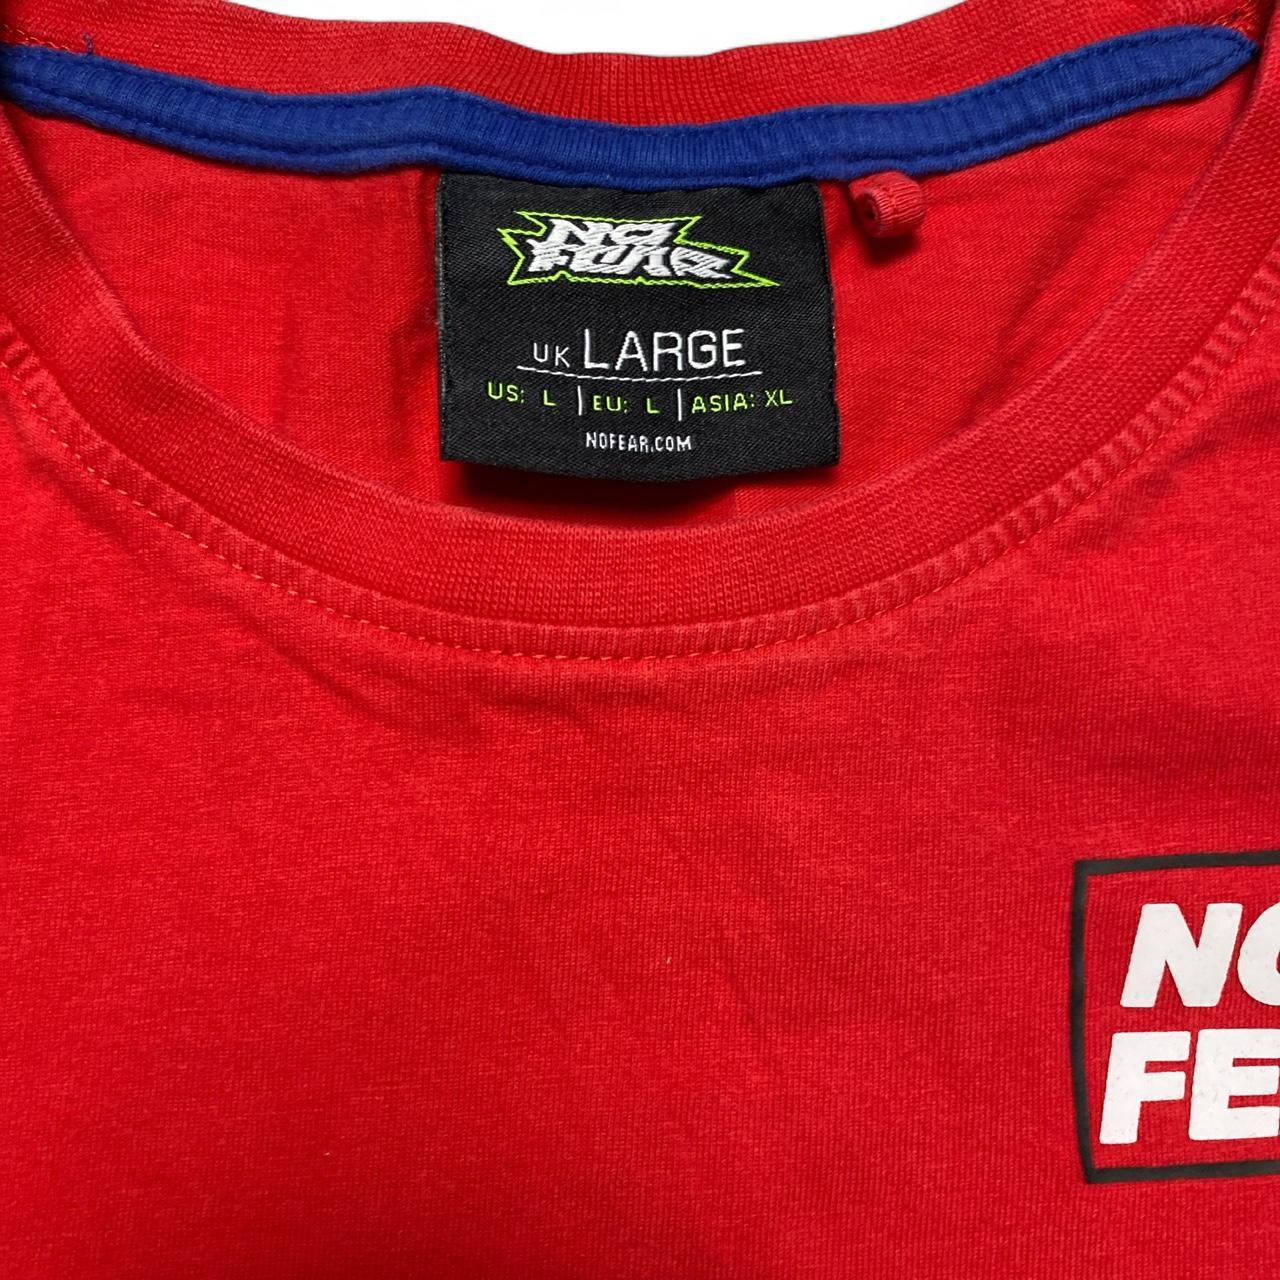 NO
FEAR
UK LARGE
US: L | EU: L | ASIA: XL
NOFEAR.COM
NO
FE